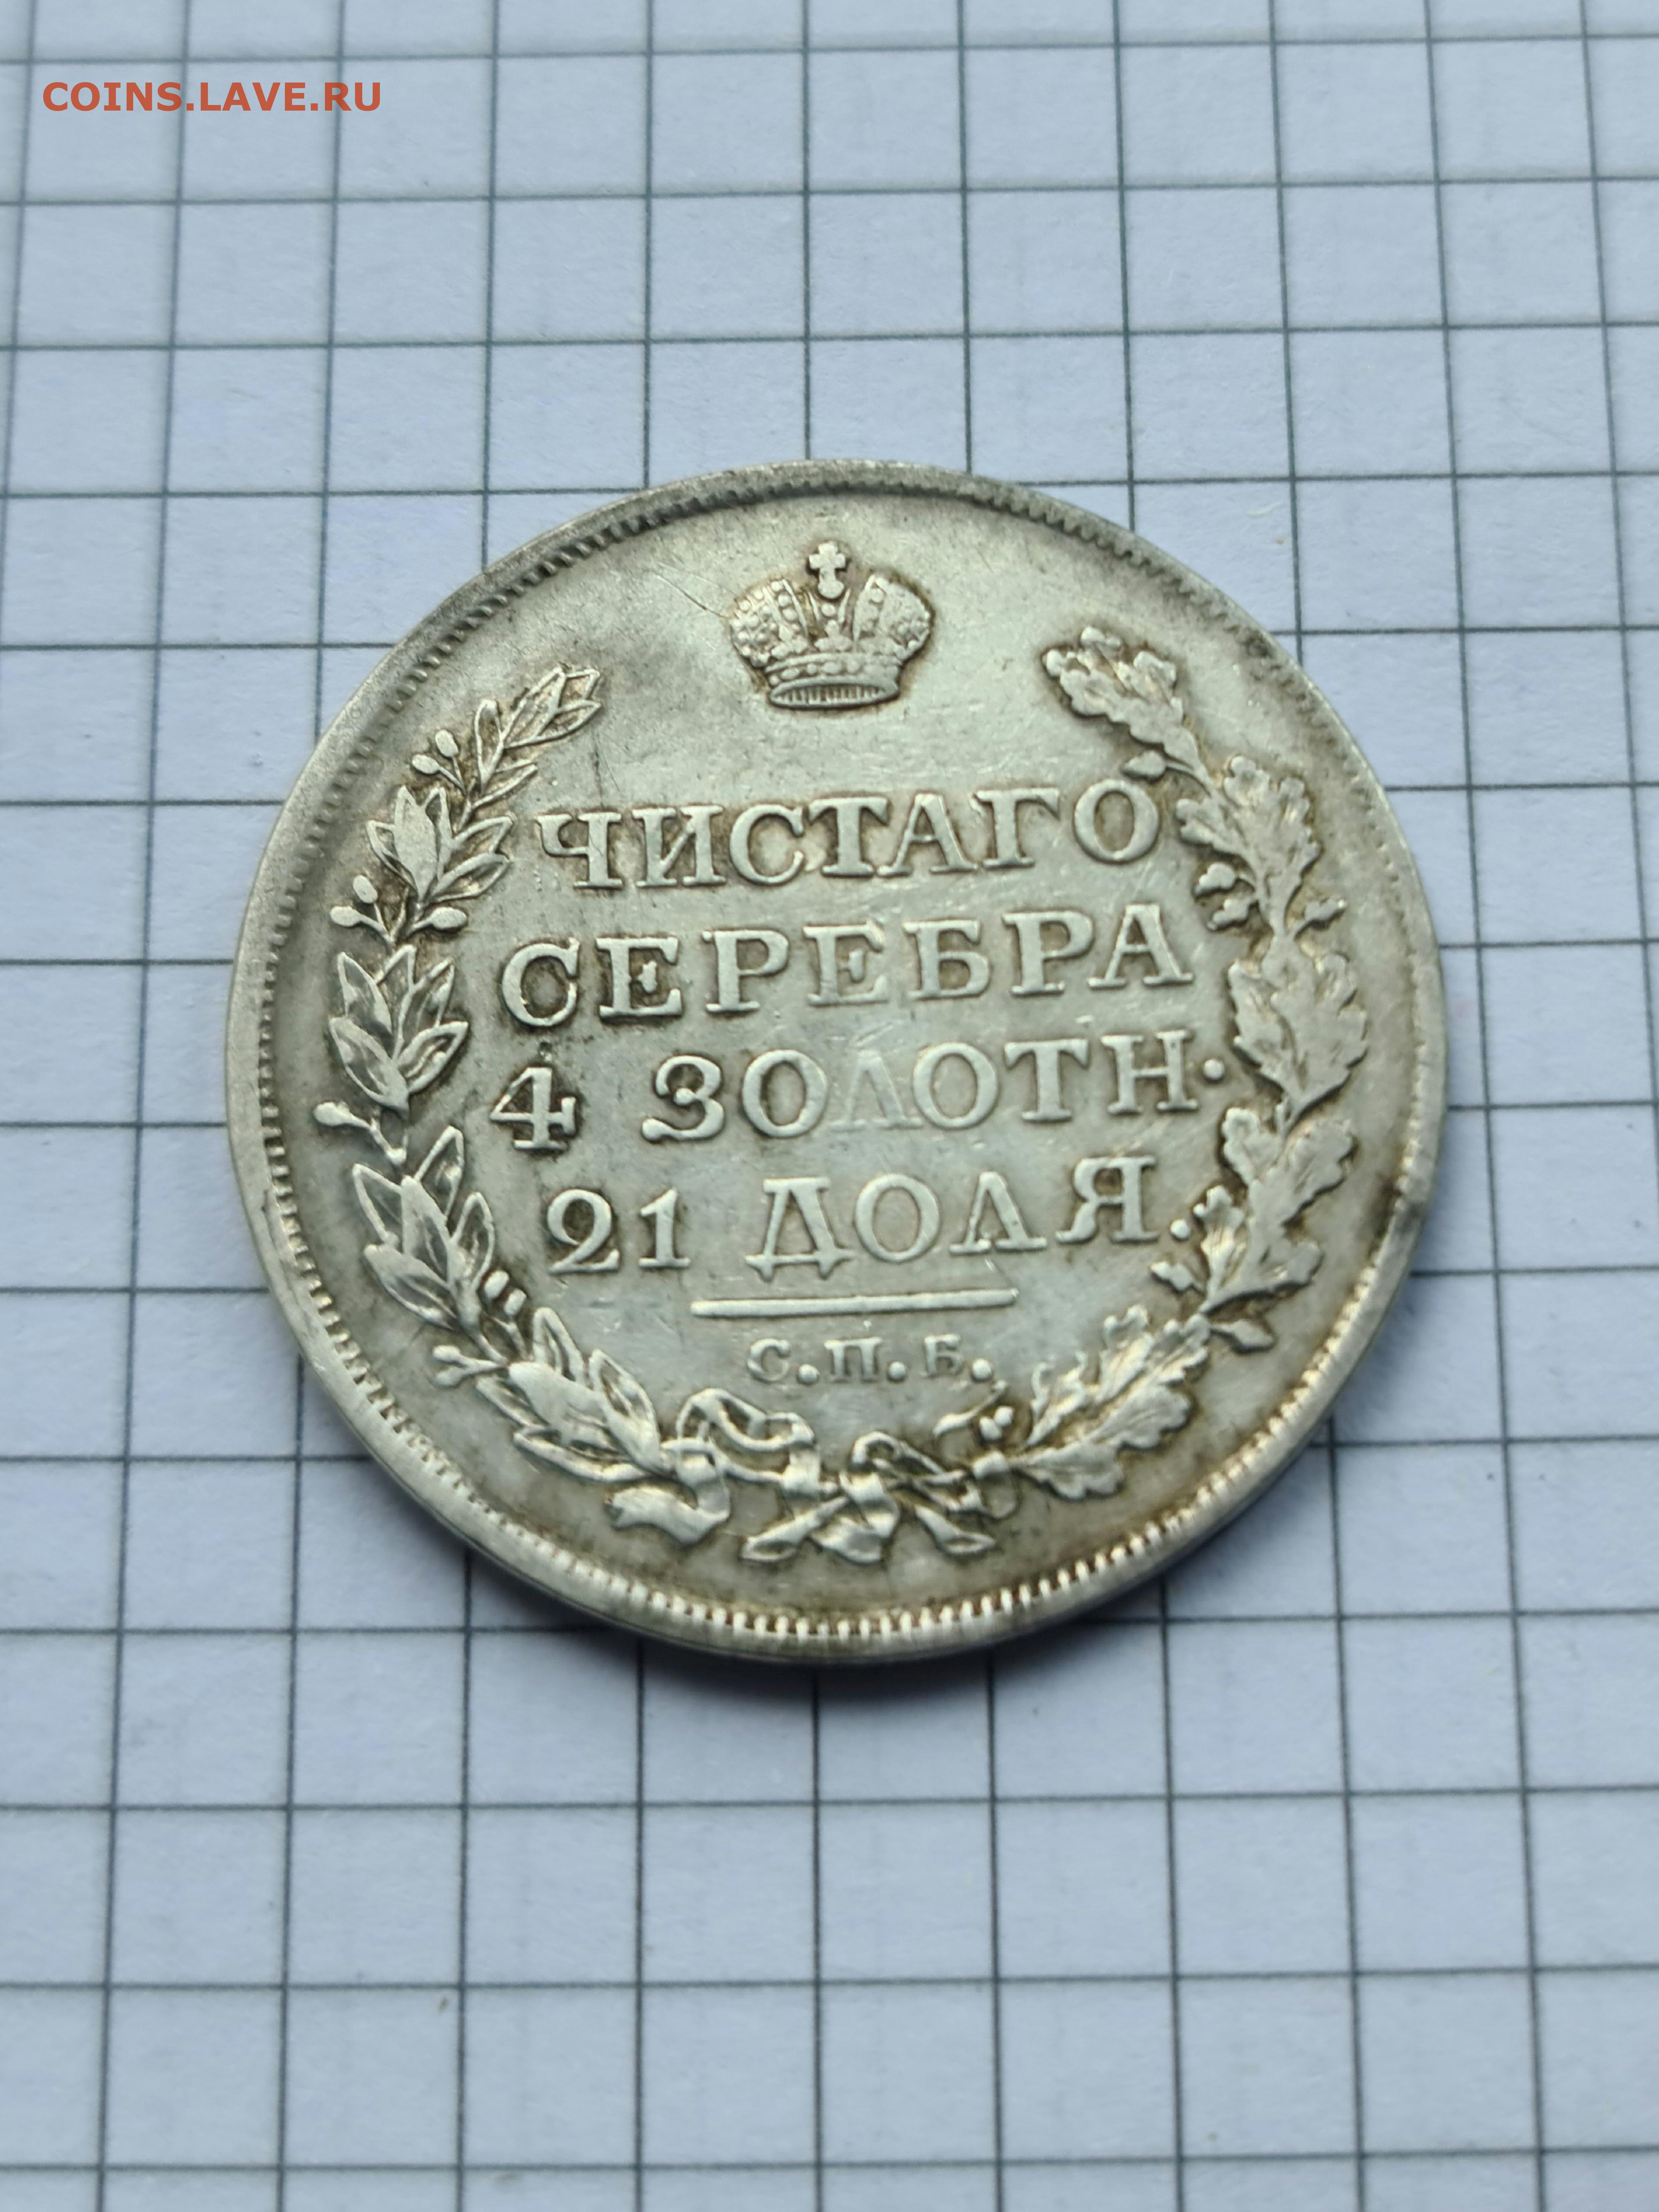 COINS.LAVE.RU
ЧИСТАГО
СЕРЕБРА
4 ЗОЛОТН.
21 ДОЛЯ.
С.П.Б.